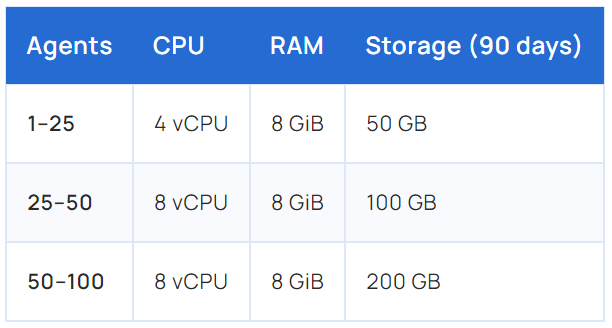 Agents CPU RAM Storage (90 days)
1–25 4 vCPU 8 GiB 50 GB
25–50 8 vCPU 8 GiB 100 GB
50–100 8 vCPU 8 GiB 200 GB